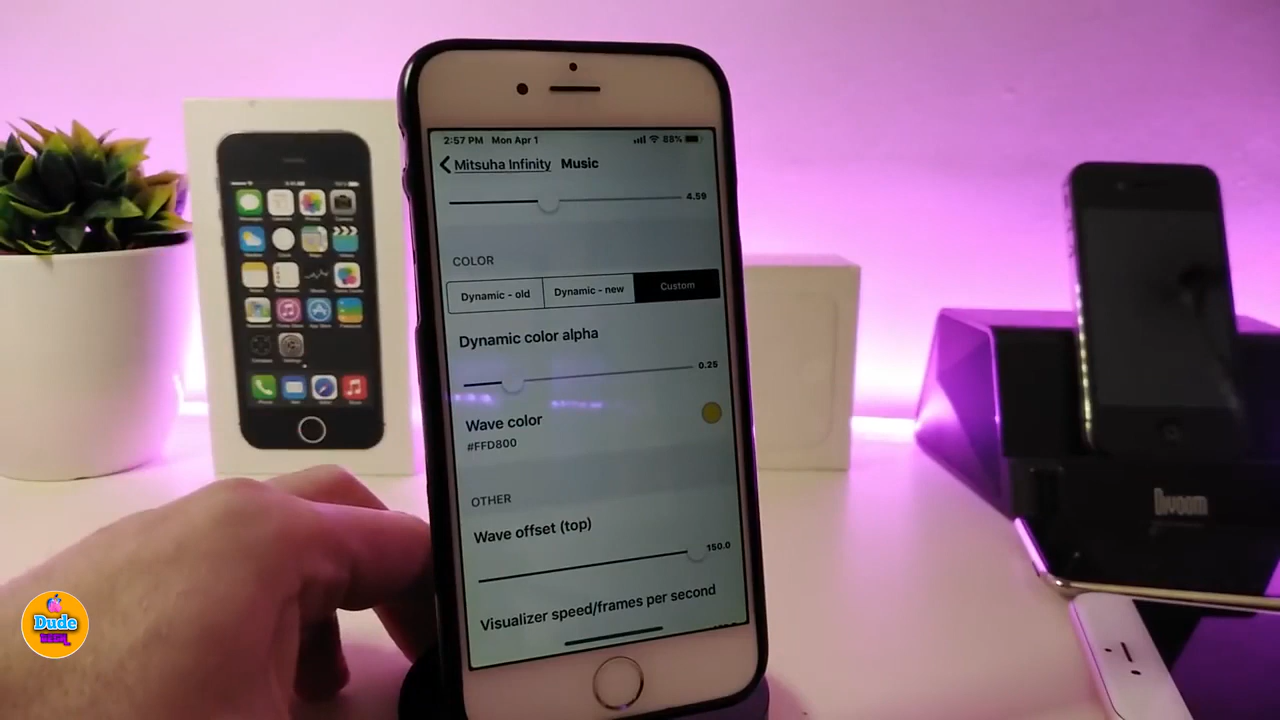 2:57 PM Mon Apr 1 88%
Mitsuha Infinity Music
4.59
COLOR
Dynamic - old Dynamic - new Custom
Dynamic color alpha
0.25
Wave color
#FFD800
OTHER
Wave offset (top)
150.0
Visualizer speed/frames per second
Divoom
Dude
TECH